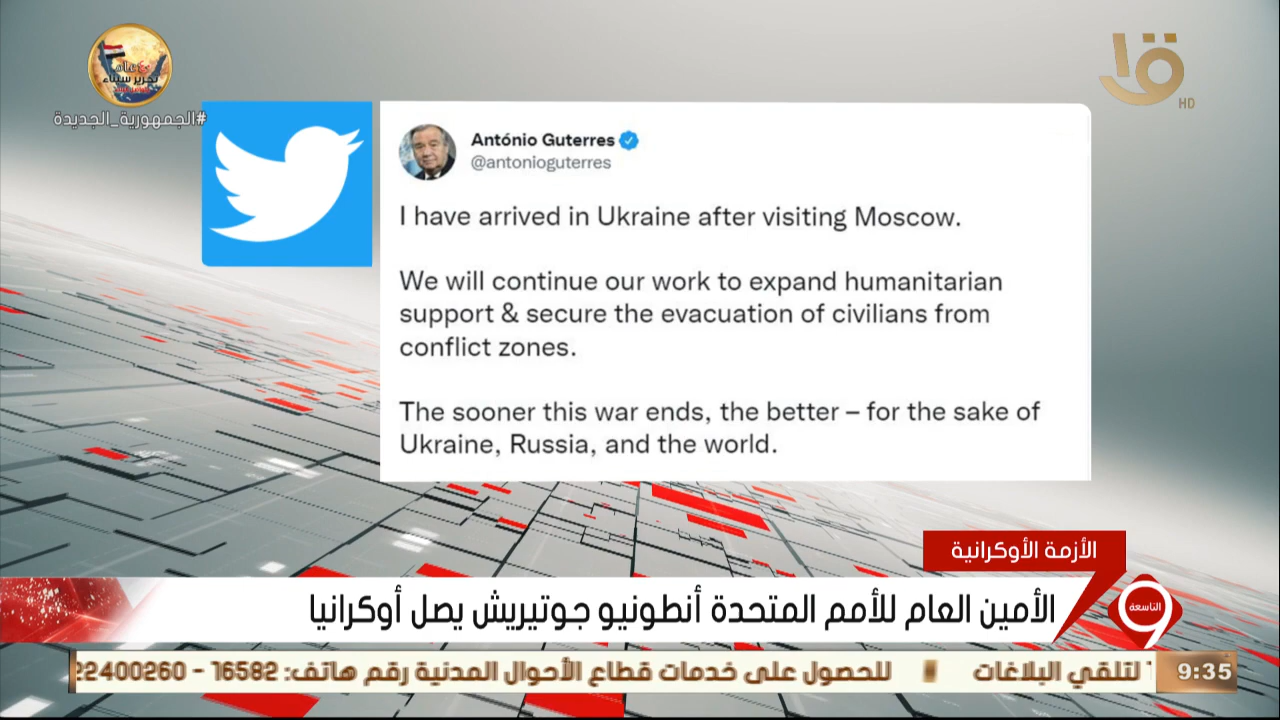 عام
تحرير سيناء
#الجمهورية_الجديدة
HD
António Guterres
@antonioguterres
I have arrived in Ukraine after visiting Moscow.
We will continue our work to expand humanitarian
support & secure the evacuation of civilians from
conflict zones.
The sooner this war ends, the better – for the sake of
Ukraine, Russia, and the world.
الأزمة الأوكرانية
الأمين العام للأمم المتحدة أنطونيو جوتيريش يصل أوكرانيا
التاسعة
9:35
لتلقي البلاغات
للحصول على خدمات قطاع الأحوال المدنية رقم هاتف: 16582 - 22400260